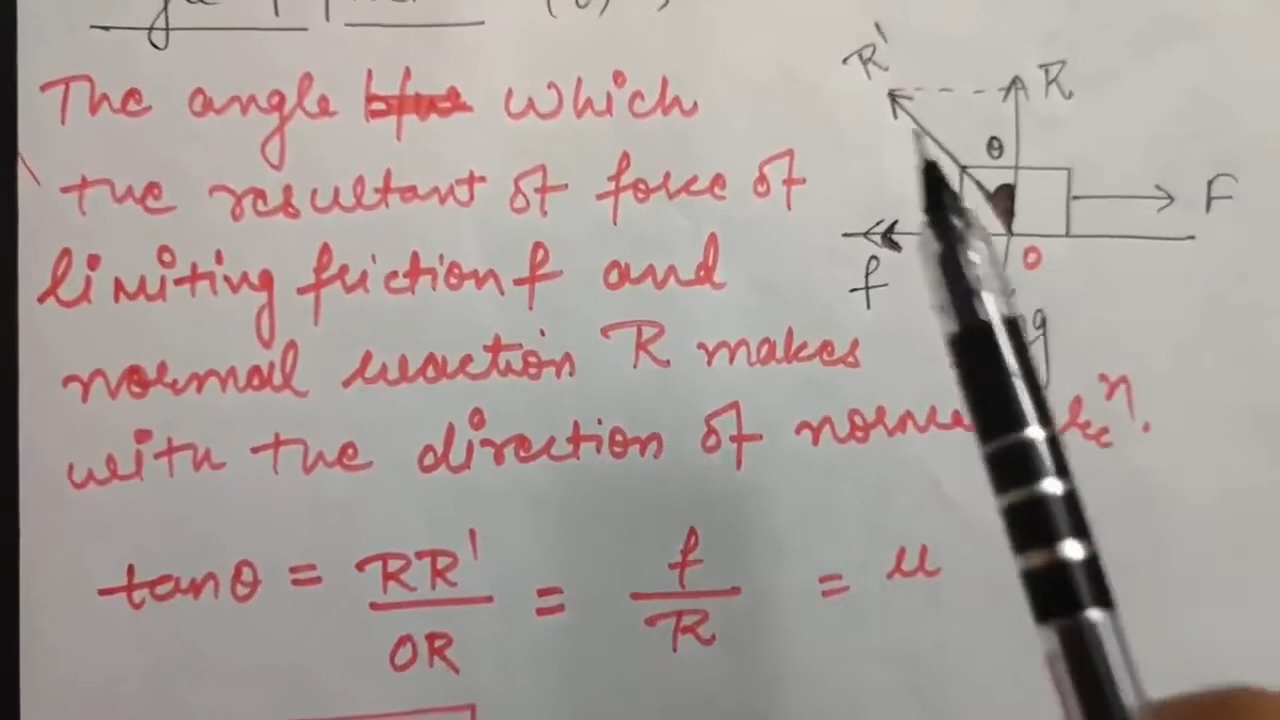 The angle which
the resultant of force of
limiting friction f and
normal reaction R makes
with the direction of
tanθ = RR' / OR = f / R = μ
R'
R
θ
F
f
O
g